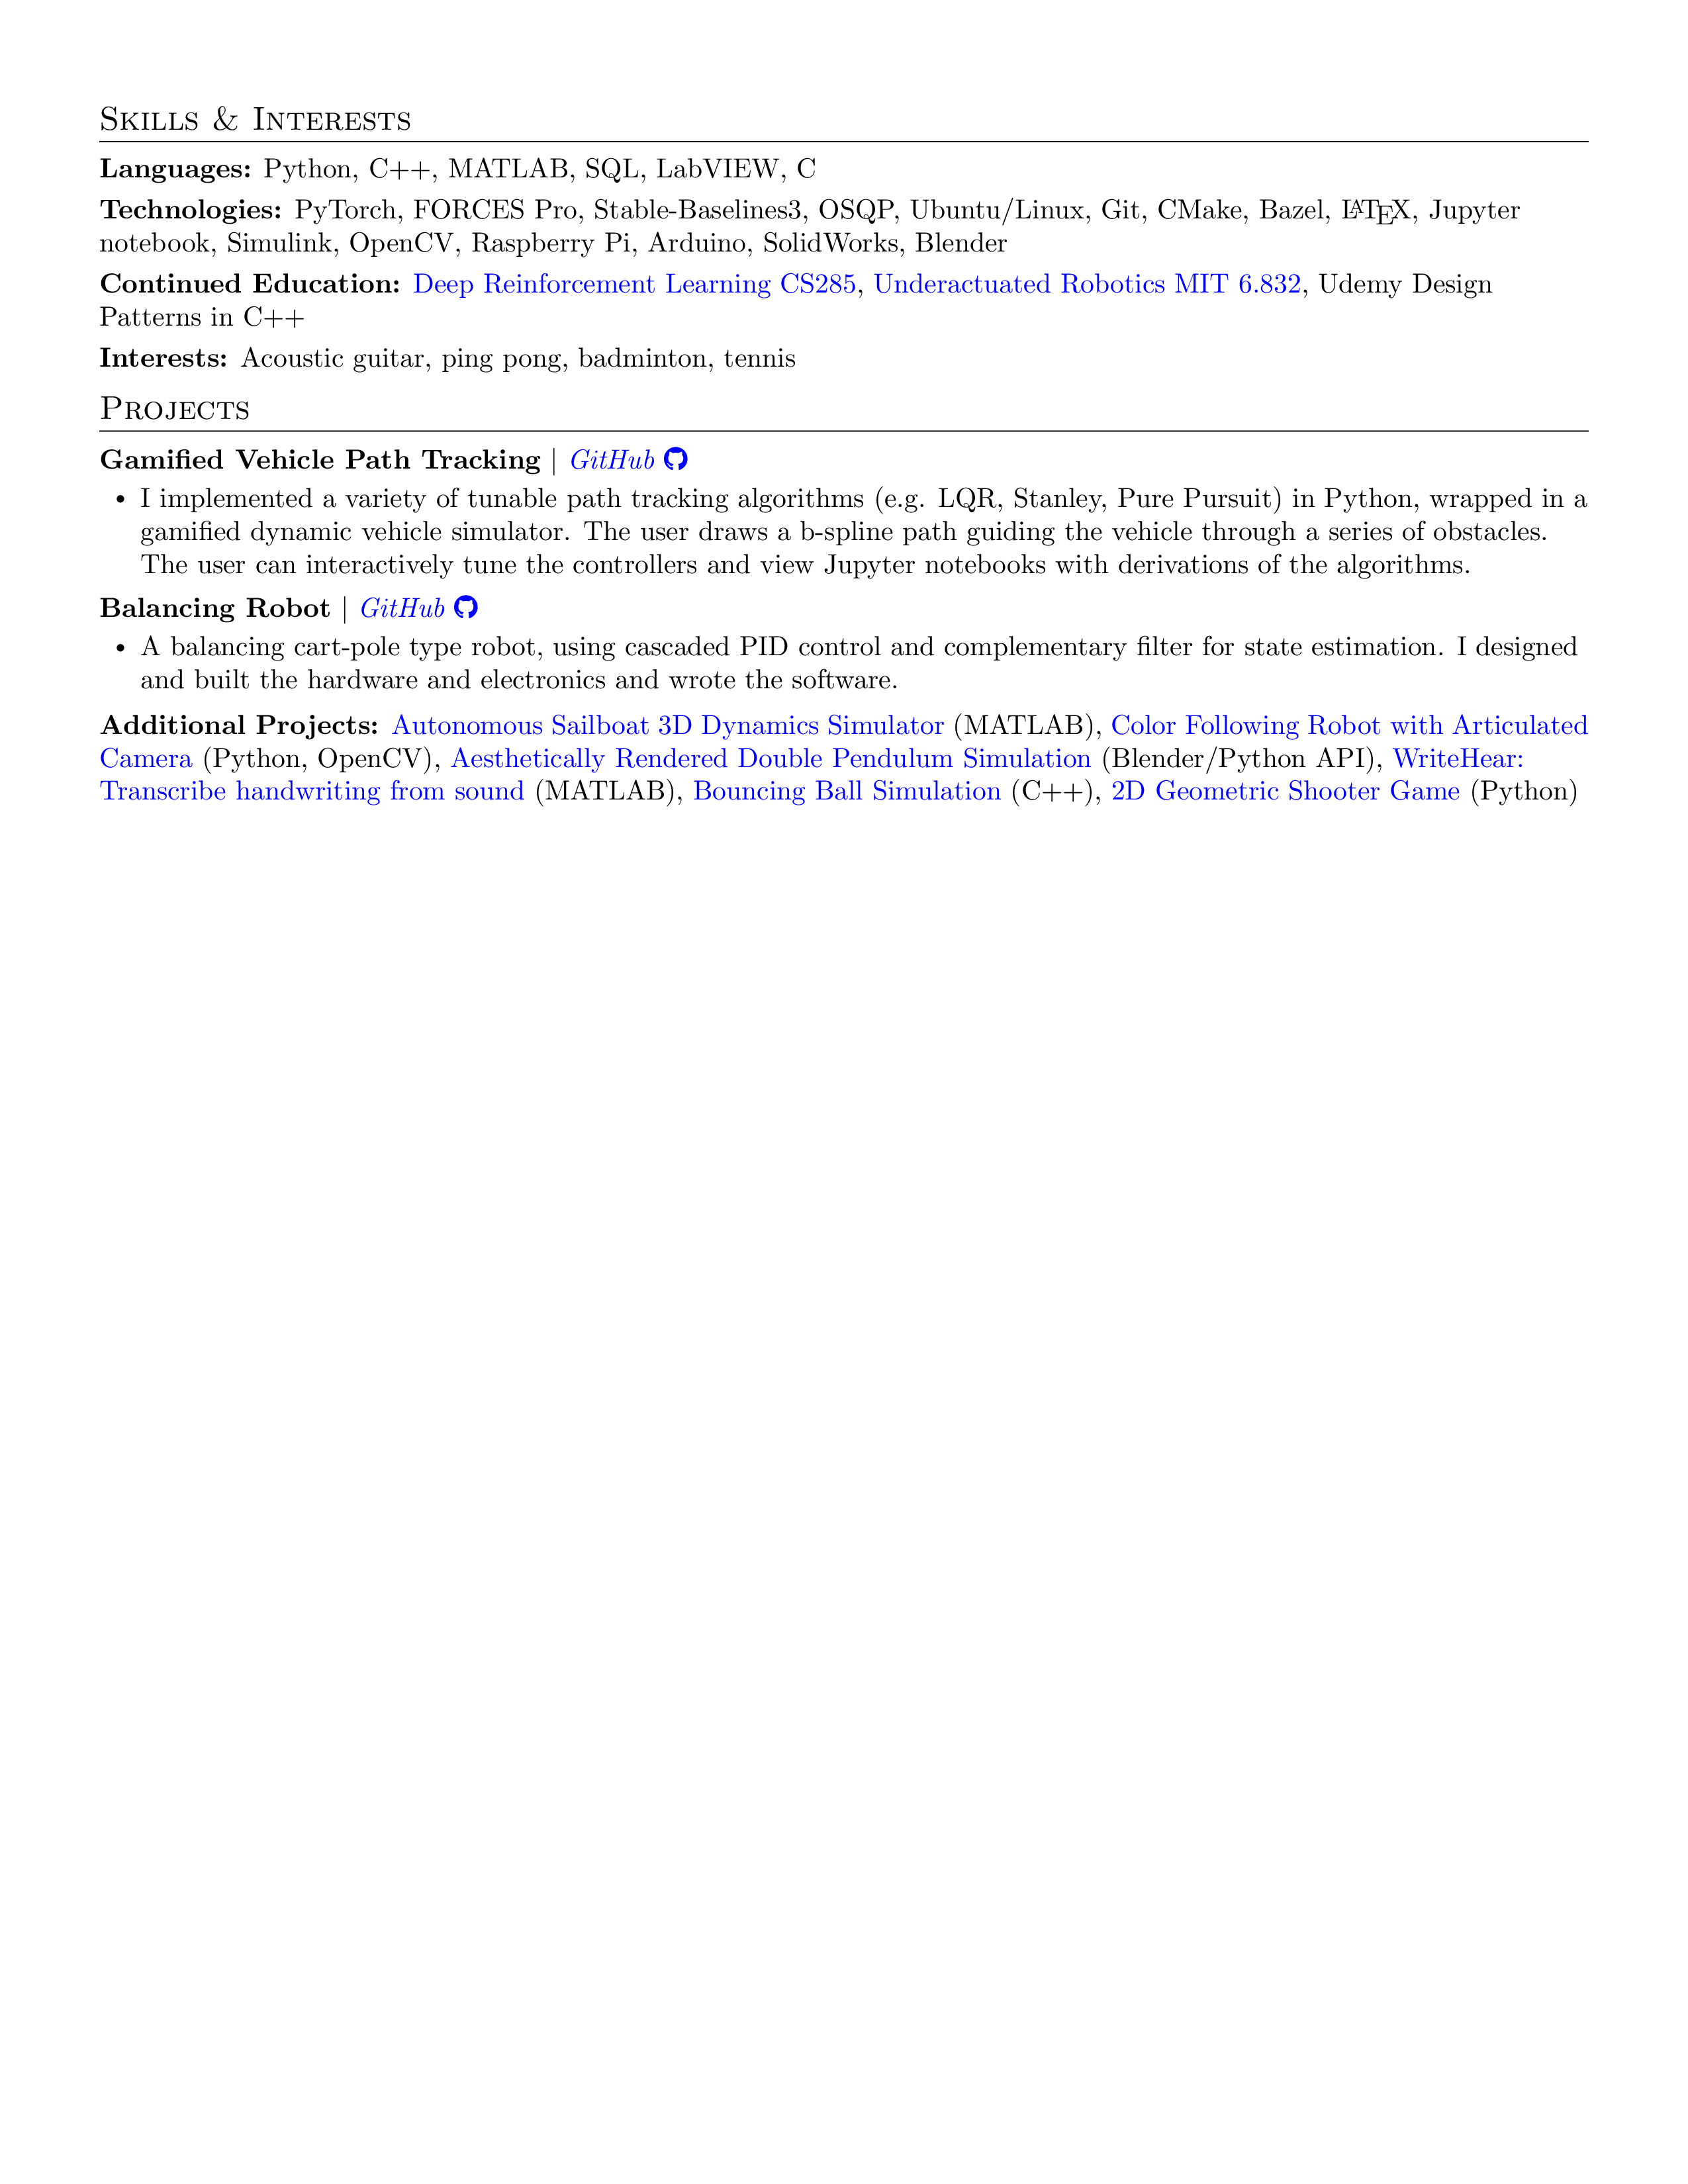 Skills & Interests
Languages: Python, C++, MATLAB, SQL, LabVIEW, C
Technologies: PyTorch, FORCES Pro, Stable-Baselines3, OSQP, Ubuntu/Linux, Git, CMake, Bazel, LATEX, Jupyter
notebook, Simulink, OpenCV, Raspberry Pi, Arduino, SolidWorks, Blender
Continued Education: Deep Reinforcement Learning CS285, Underactuated Robotics MIT 6.832, Udemy Design
Patterns in C++
Interests: Acoustic guitar, ping pong, badminton, tennis
Projects
Gamified Vehicle Path Tracking | GitHub
• I implemented a variety of tunable path tracking algorithms (e.g. LQR, Stanley, Pure Pursuit) in Python, wrapped in a
gamified dynamic vehicle simulator. The user draws a b-spline path guiding the vehicle through a series of obstacles.
The user can interactively tune the controllers and view Jupyter notebooks with derivations of the algorithms.
Balancing Robot | GitHub
• A balancing cart-pole type robot, using cascaded PID control and complementary filter for state estimation. I designed
and built the hardware and electronics and wrote the software.
Additional Projects: Autonomous Sailboat 3D Dynamics Simulator (MATLAB), Color Following Robot with Articulated
Camera (Python, OpenCV), Aesthetically Rendered Double Pendulum Simulation (Blender/Python API), WriteHear:
Transcribe handwriting from sound (MATLAB), Bouncing Ball Simulation (C++), 2D Geometric Shooter Game (Python)